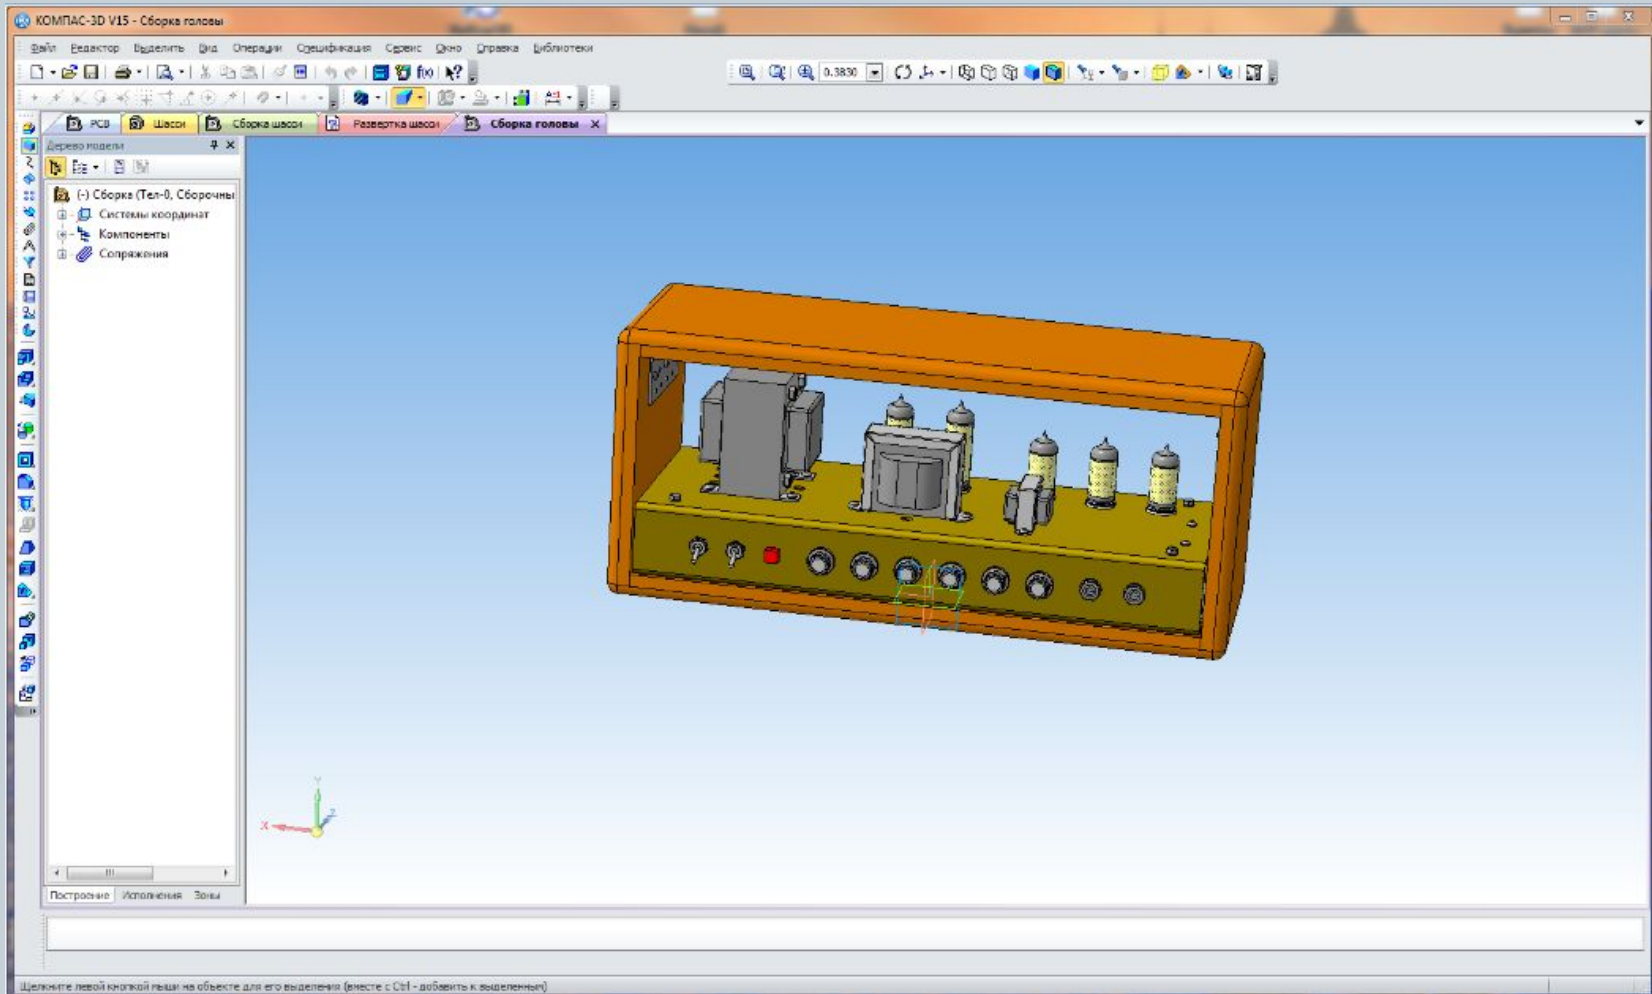 КОМПАС-3D V15 - Сборка головы
Файл Редактор Выделить Вид Операции Спецификация Сервис Окно Справка Библиотеки
0.3830
f(x)
PCB Шасси Сборка шасси Развертка шасси Сборка головы
Дерево модели
(-) Сборка (Тел-0, Сборочны
Системы координат
Компоненты
Сопряжения
Y
Z
X
Построение Исполнения Зоны
Щелкните левой кнопкой мыши на объекте для его выделения (вместе с Ctrl - добавить к выделенным)